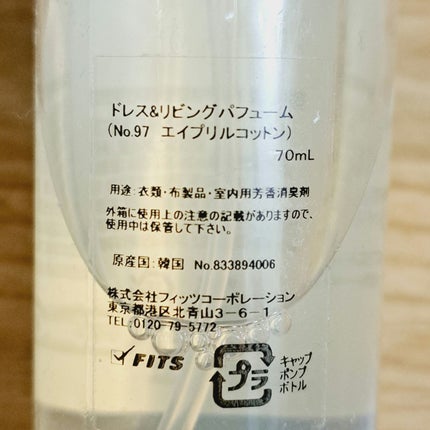 ドレス&リビングパフューム
（No.97　エイプリルコットン）
70mL
用途：衣類・布製品・室内用芳香消臭剤
外箱に使用上の注意の記載がありますので、
使用中は保管して下さい。
原産国：韓国　No.833894006
株式会社フィッツコーポレーション
東京都港区北青山3－6－1
TEL:0120-79-5772
FITS
プラ
キャップ
ポンプ
ボトル